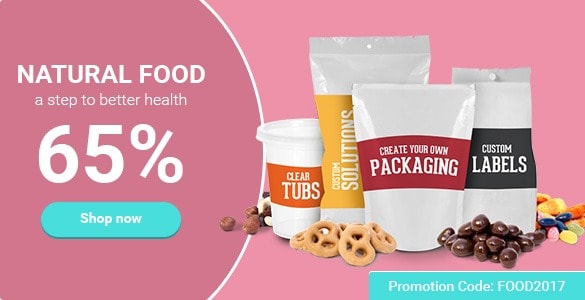 NATURAL FOOD
a step to better health
65%
Shop now
CLEAR
TUBS
CUSTOM
SOLUTIONS
CREATE YOUR OWN
PACKAGING
CUSTOM
LABELS
Promotion Code: FOOD2017